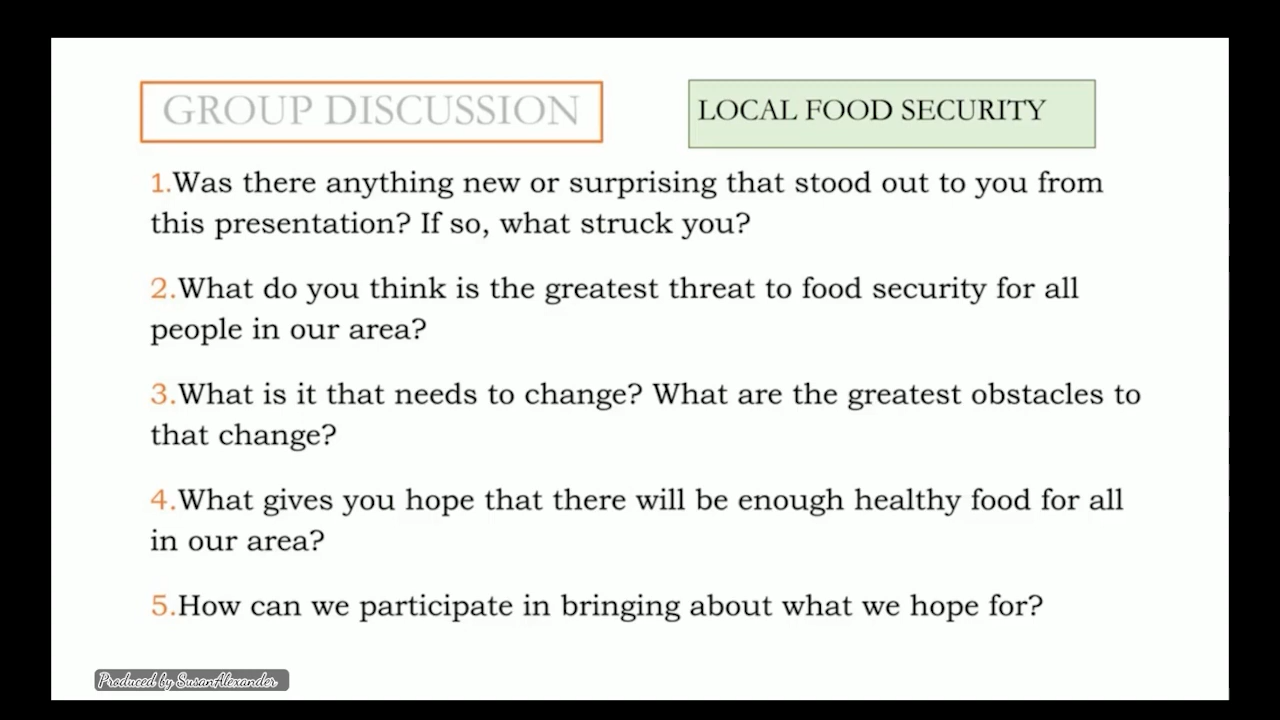 GROUP DISCUSSION
LOCAL FOOD SECURITY
1.Was there anything new or surprising that stood out to you from
this presentation? If so, what struck you?
2.What do you think is the greatest threat to food security for all
people in our area?
3.What is it that needs to change? What are the greatest obstacles to
that change?
4.What gives you hope that there will be enough healthy food for all
in our area?
5.How can we participate in bringing about what we hope for?
Produced by SusanAlexander